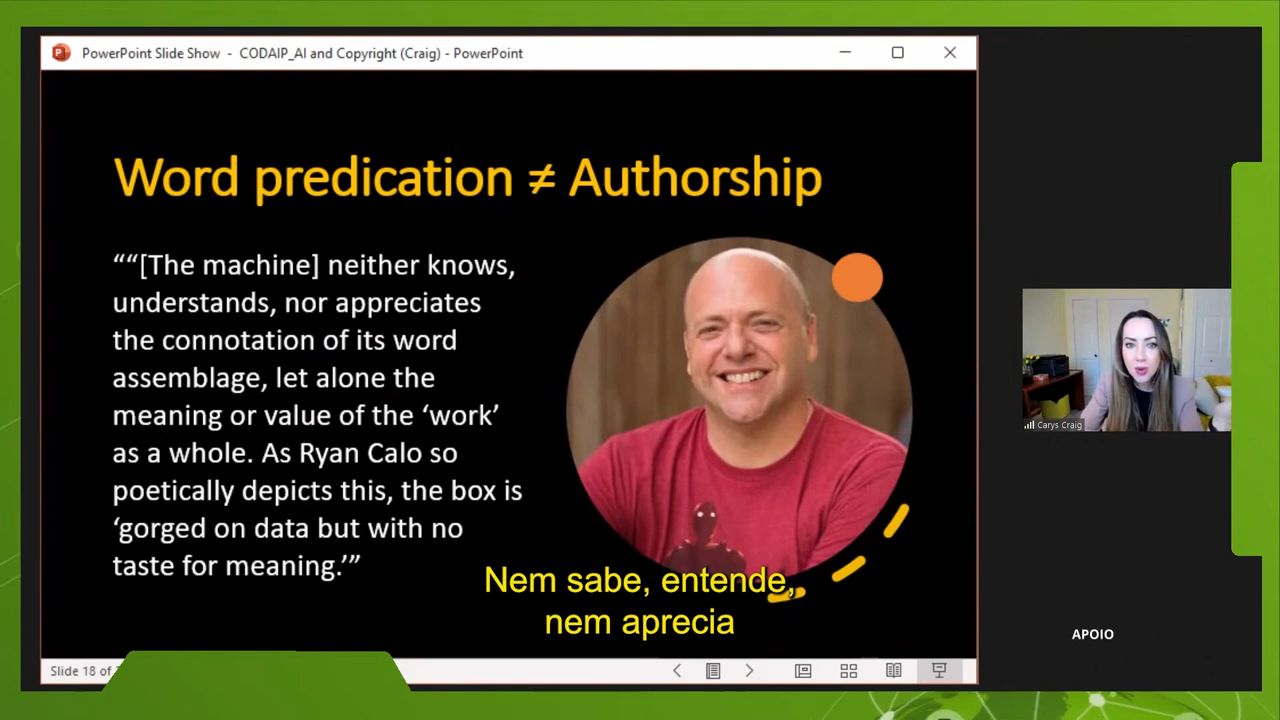 PowerPoint Slide Show - CODAIP_AI and Copyright (Craig) - PowerPoint
Word predication ≠ Authorship
““[The machine] neither knows,
understands, nor appreciates
the connotation of its word
assemblage, let alone the
meaning or value of the ‘work’
as a whole. As Ryan Calo so
poetically depicts this, the box is
‘gorged on data but with no
taste for meaning.’”
Nem sabe, entende,
nem aprecia
Carys Craig
APOIO
Slide 18 of